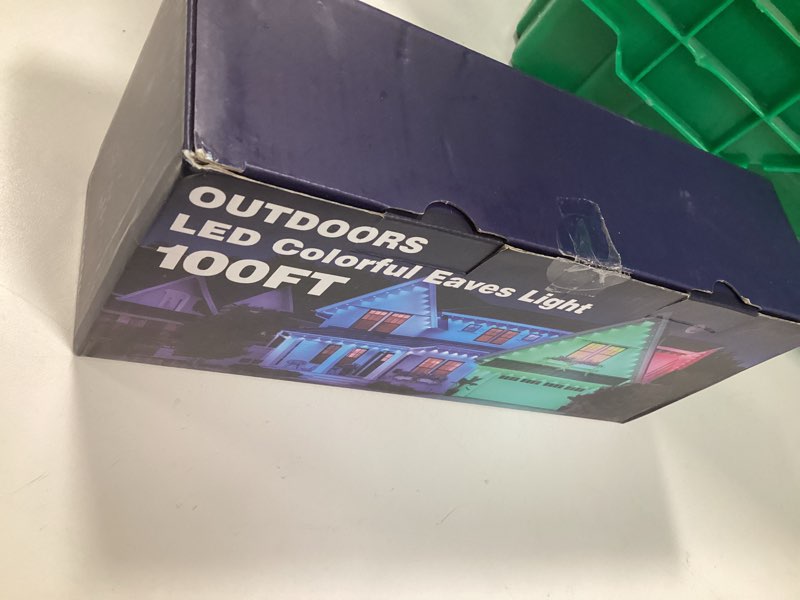 OUTDOORS
LED Colorful Eaves Light
100FT